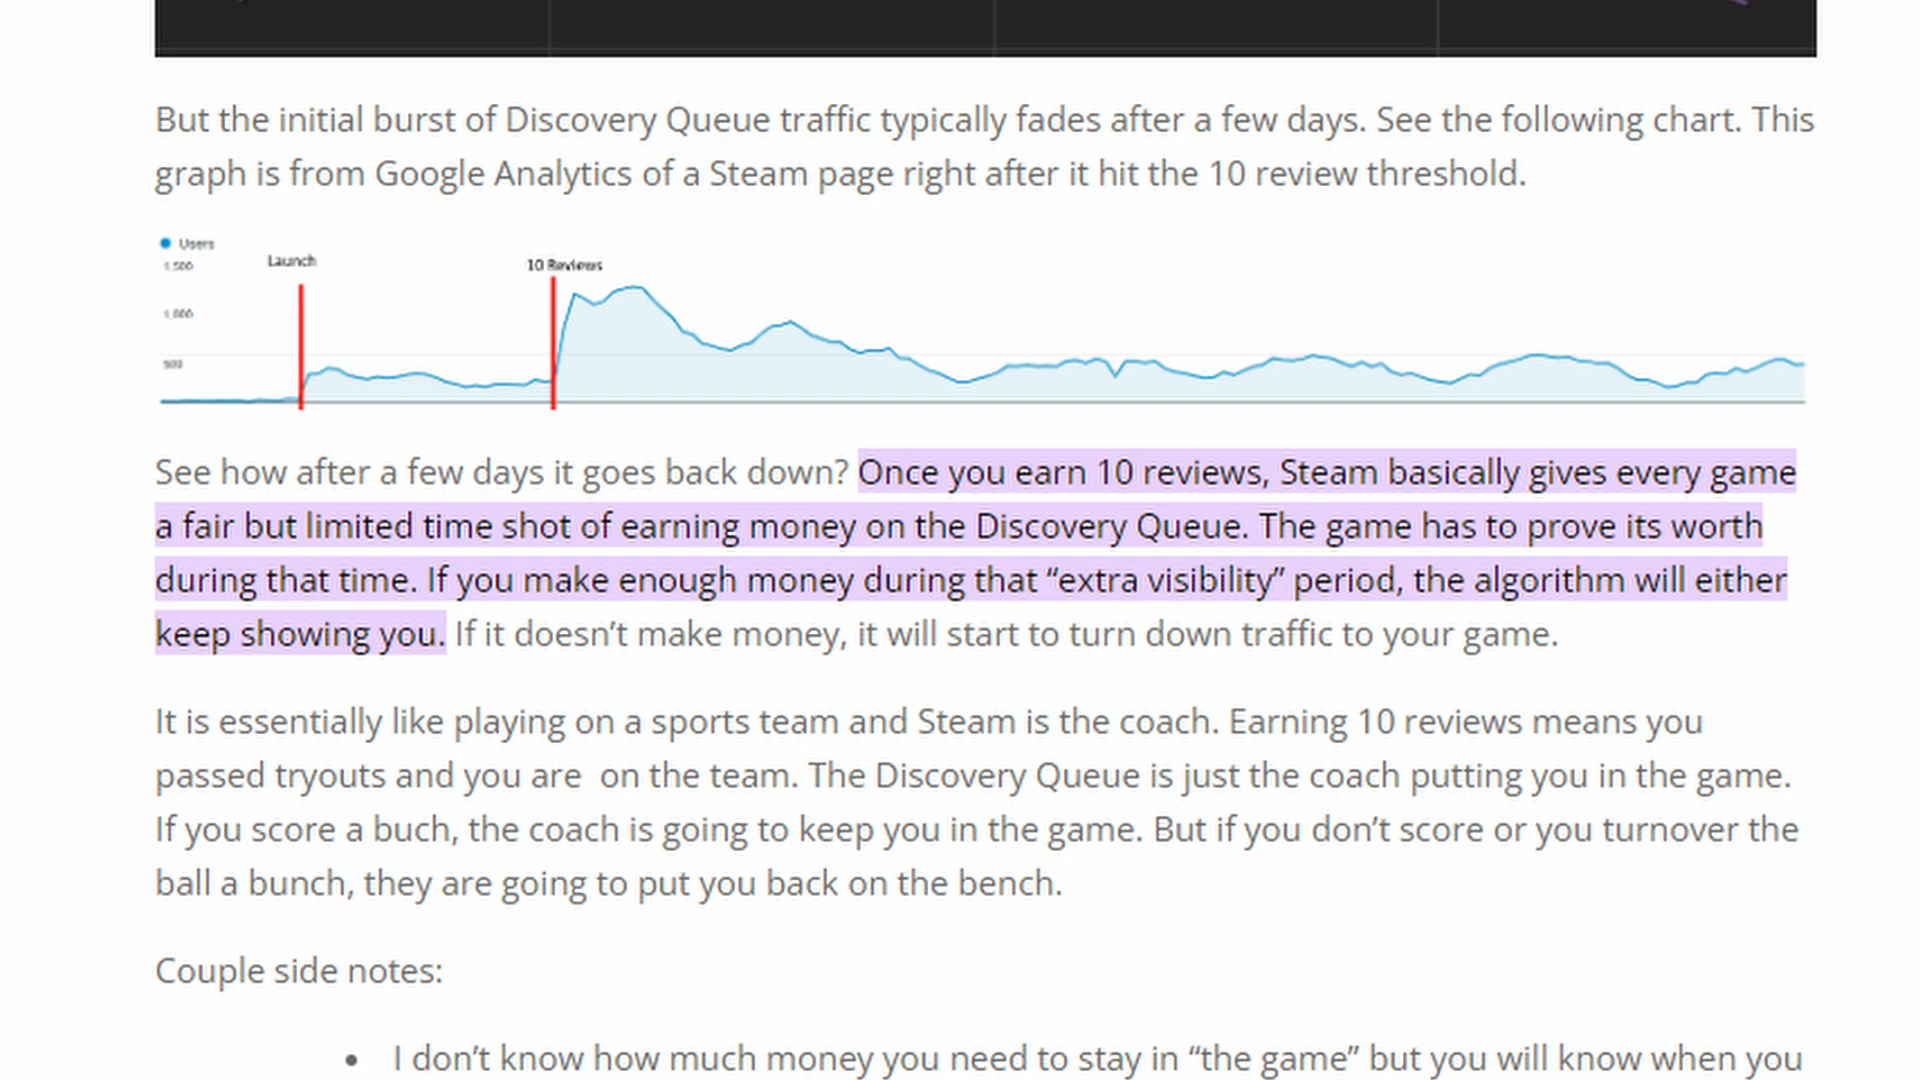 But the initial burst of Discovery Queue traffic typically fades after a few days. See the following chart. This
graph is from Google Analytics of a Steam page right after it hit the 10 review threshold.
Users
1,500
Launch
10 Reviews
1,000
500
See how after a few days it goes back down? Once you earn 10 reviews, Steam basically gives every game
a fair but limited time shot of earning money on the Discovery Queue. The game has to prove its worth
during that time. If you make enough money during that “extra visibility” period, the algorithm will either
keep showing you. If it doesn’t make money, it will start to turn down traffic to your game.
It is essentially like playing on a sports team and Steam is the coach. Earning 10 reviews means you
passed tryouts and you are  on the team. The Discovery Queue is just the coach putting you in the game.
If you score a buch, the coach is going to keep you in the game. But if you don’t score or you turnover the
ball a bunch, they are going to put you back on the bench.
Couple side notes:
• I don’t know how much money you need to stay in “the game” but you will know when you